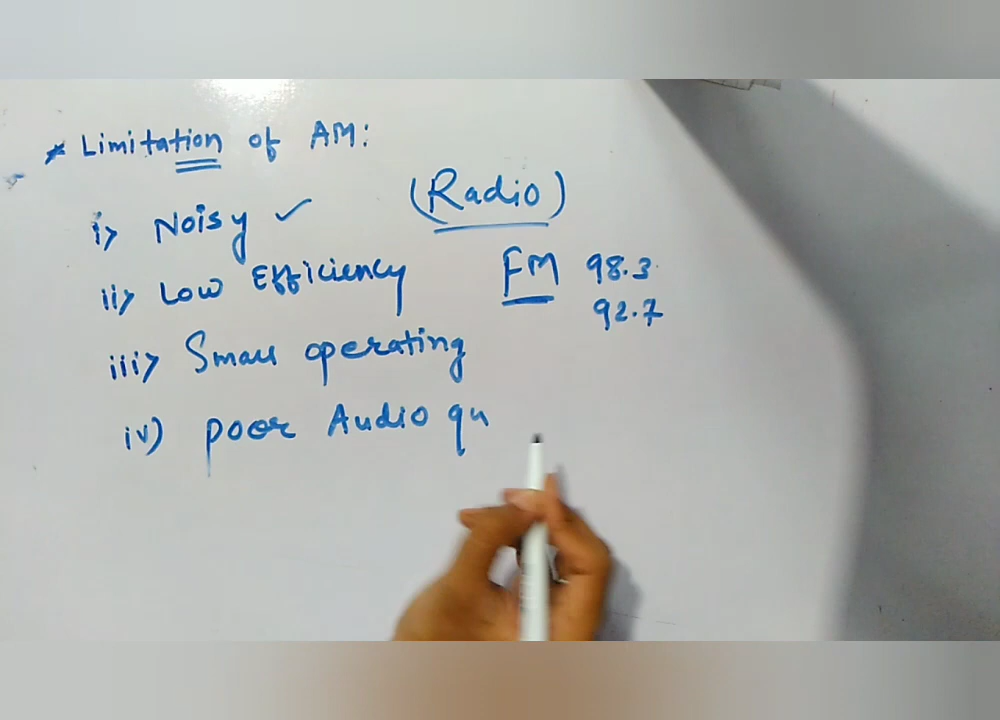 * Limitation of AM:
i> Noisy ✓ (Radio)
ii> Low Efficiency FM 98.3
92.7
iii> Small operating
iv) poor Audio qu